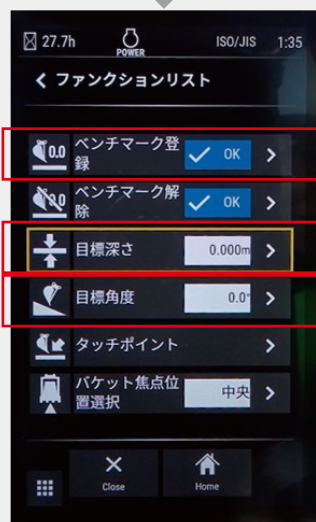 27.7h POWER ISO/JIS 1:35
ファンクションリスト
0.0 ベンチマーク登
録 OK
0.0 ベンチマーク解
除 OK
目標深さ 0.000m
目標角度 0.0°
タッチポイント
バケット焦点位
置選択 中央
Close Home